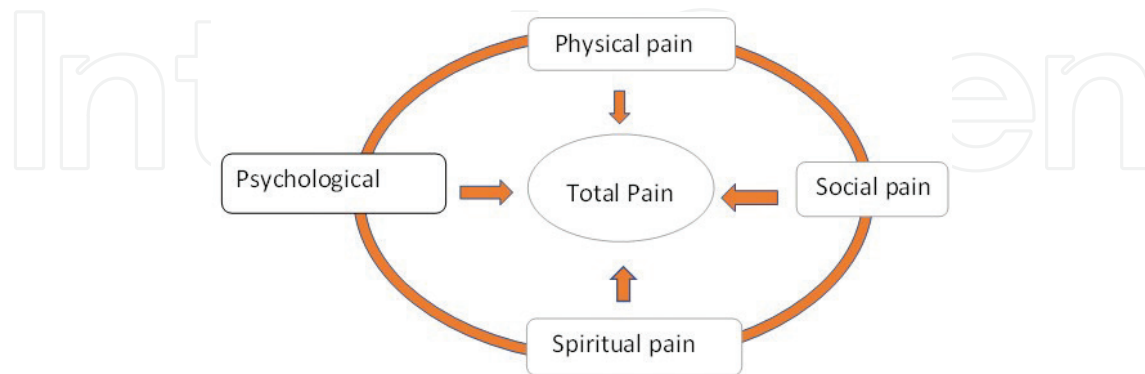 Physical pain
Psychological
Total Pain
Social pain
Spiritual pain